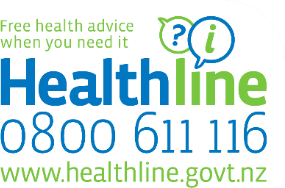 Free health advice
when you need it
? i
Healthline
0800 611 116
www.healthline.govt.nz